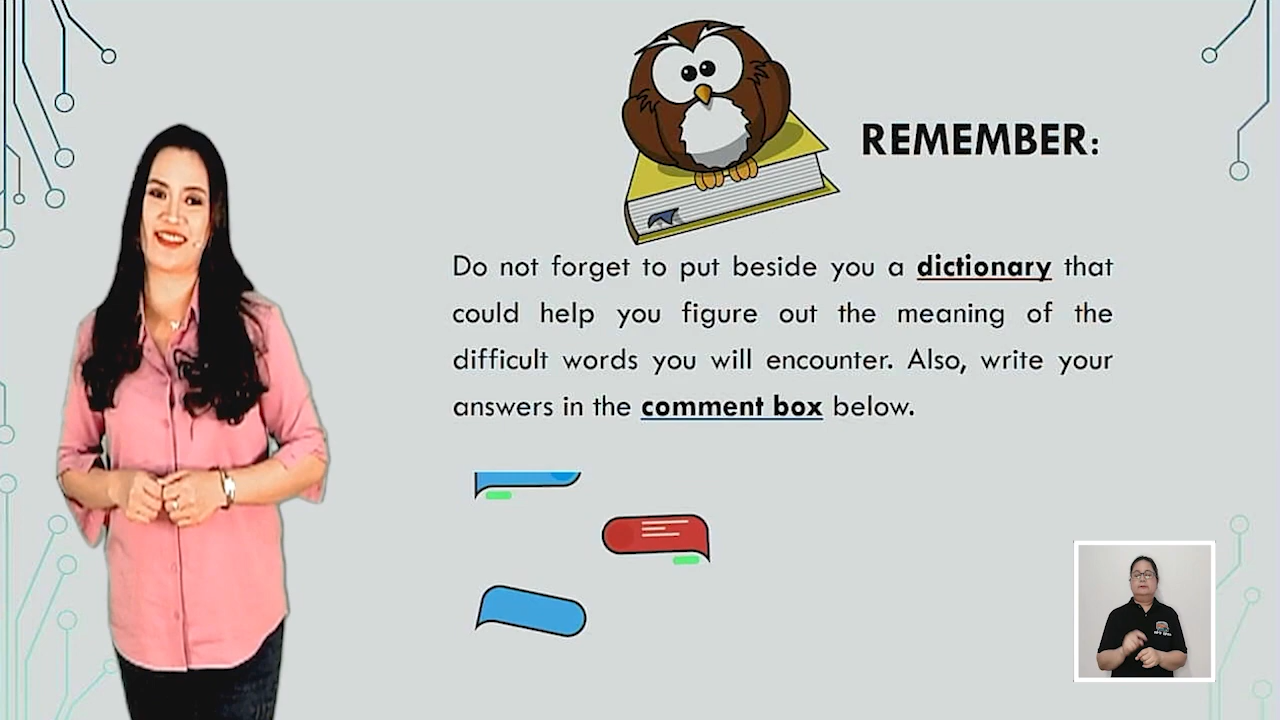 REMEMBER:
Do not forget to put beside you a dictionary that
could help you figure out the meaning of the
difficult words you will encounter. Also, write your
answers in the comment box below.